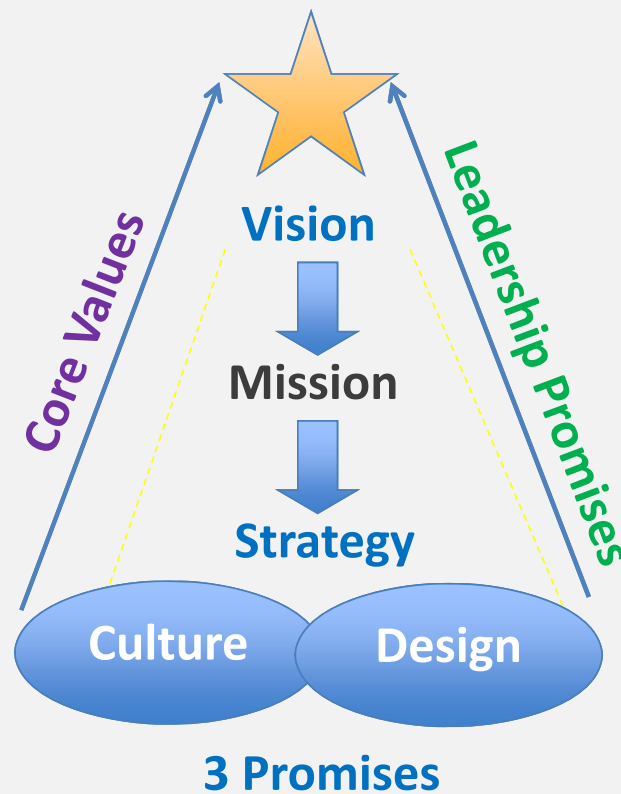 Vision
Core Values
Leadership Promises
Mission
Strategy
Culture
Design
3 Promises